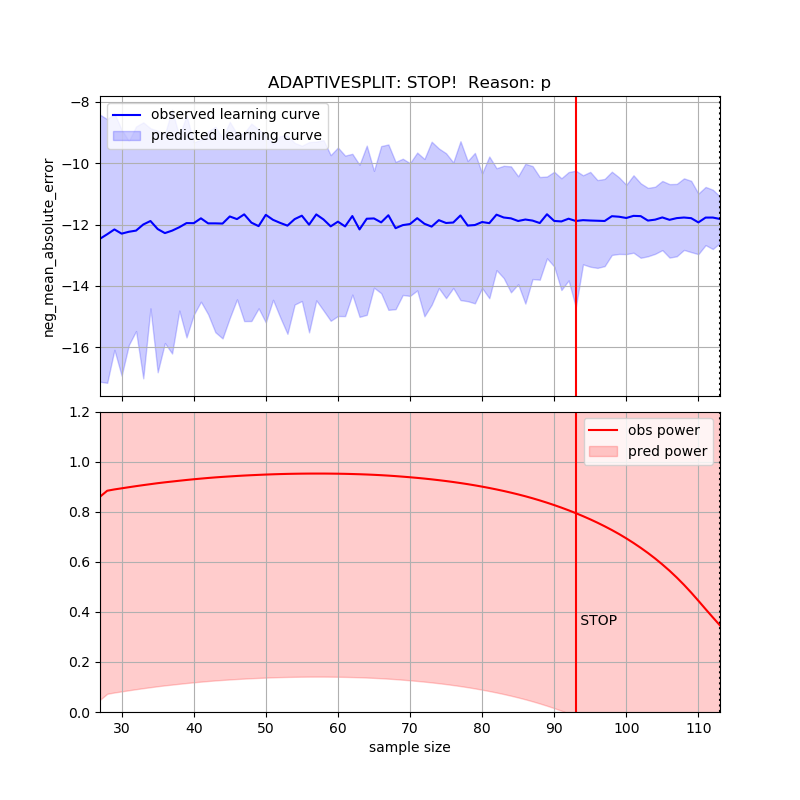 ADAPTIVESPLIT: STOP!  Reason: p
observed learning curve
predicted learning curve
−8
−10
−12
−14
−16
neg_mean_absolute_error
1.2
1.0
0.8
0.6
0.4
0.2
0.0
obs power
pred power
STOP
30 40 50 60 70 80 90 100 110
sample size